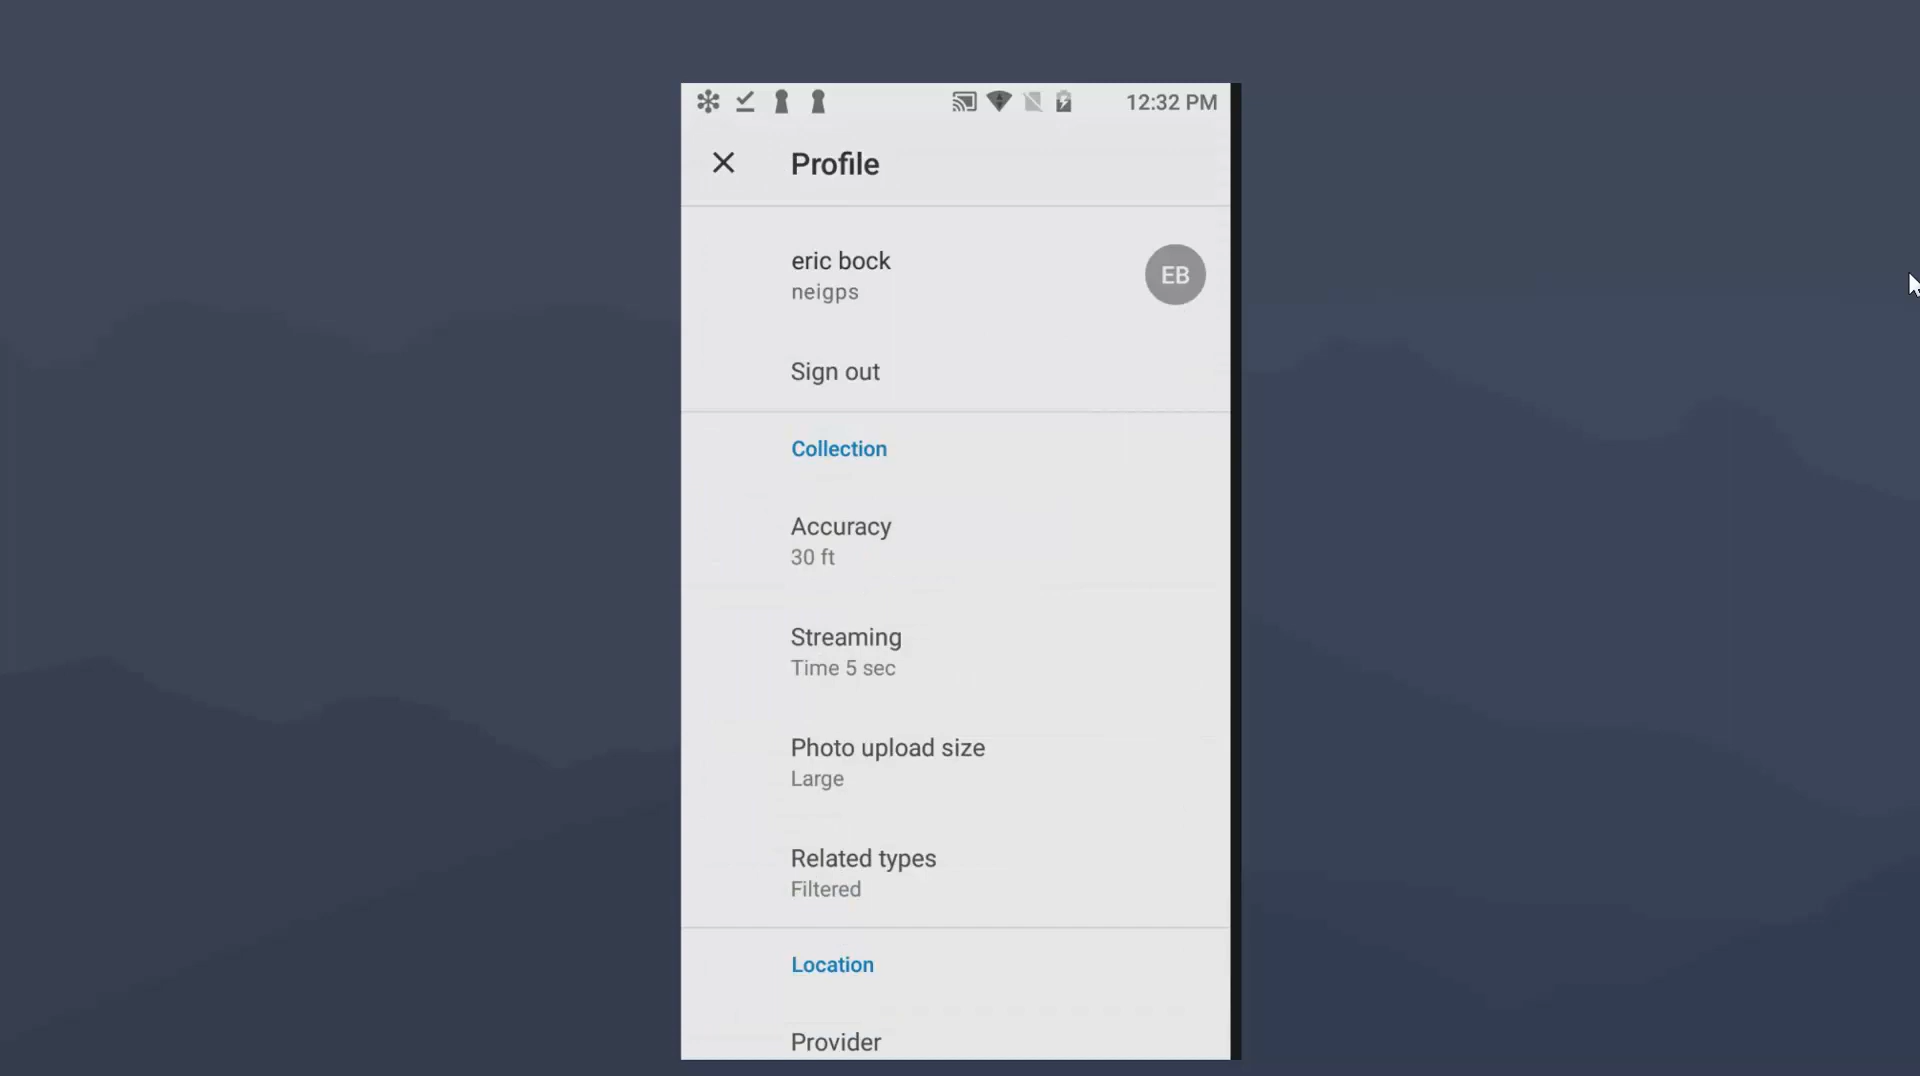 12:32 PM
Profile
eric bock
neigps
EB
Sign out
Collection
Accuracy
30 ft
Streaming
Time 5 sec
Photo upload size
Large
Related types
Filtered
Location
Provider